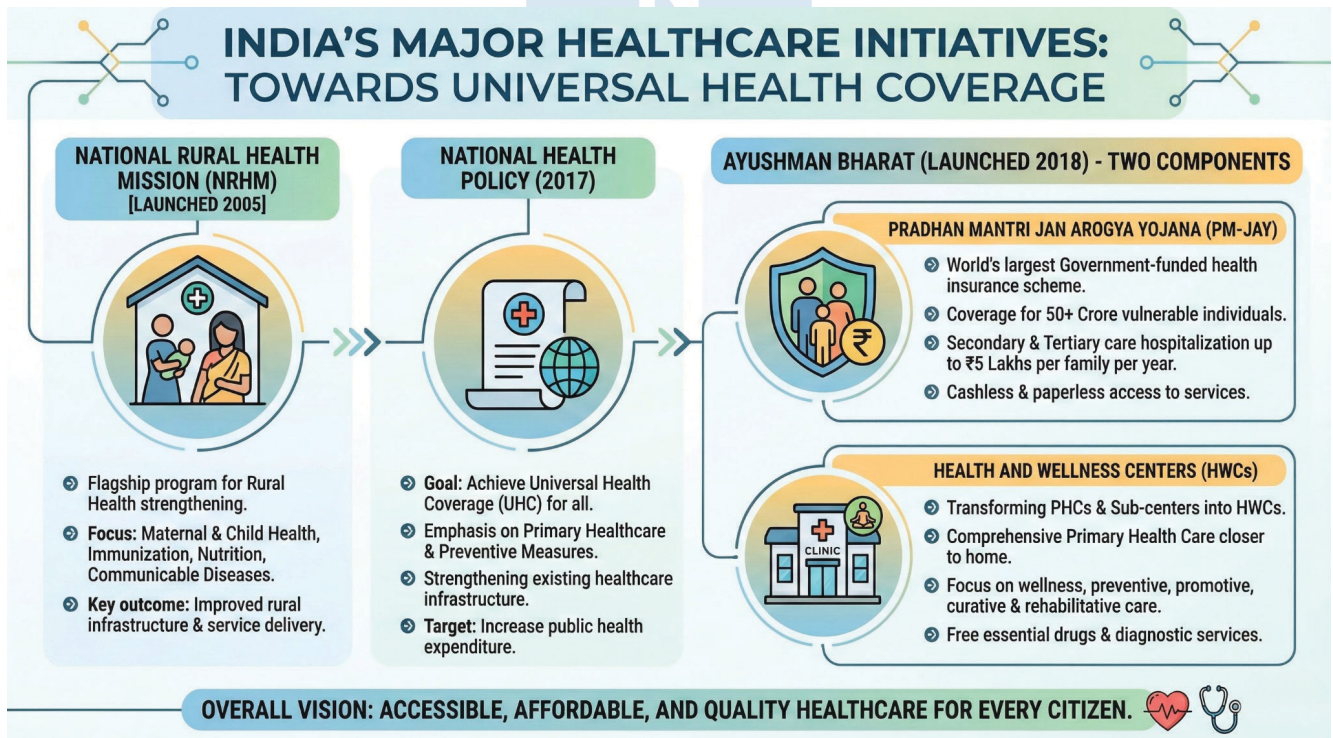 INDIA'S MAJOR HEALTHCARE INITIATIVES:
TOWARDS UNIVERSAL HEALTH COVERAGE
NATIONAL RURAL HEALTH
MISSION (NRHM)
[LAUNCHED 2005]
Flagship program for Rural
Health strengthening.
Focus: Maternal & Child Health,
Immunization, Nutrition,
Communicable Diseases.
Key outcome: Improved rural
infrastructure & service delivery.
NATIONAL HEALTH
POLICY (2017)
Goal: Achieve Universal Health
Coverage (UHC) for all.
Emphasis on Primary Healthcare
& Preventive Measures.
Strengthening existing healthcare
infrastructure.
Target: Increase public health
expenditure.
AYUSHMAN BHARAT (LAUNCHED 2018) - TWO COMPONENTS
PRADHAN MANTRI JAN AROGYA YOJANA (PM-JAY)
₹
World's largest Government-funded health
insurance scheme.
Coverage for 50+ Crore vulnerable individuals.
Secondary & Tertiary care hospitalization up
to ₹5 Lakhs per family per year.
Cashless & paperless access to services.
HEALTH AND WELLNESS CENTERS (HWCs)
CLINIC
Transforming PHCs & Sub-centers into HWCs.
Comprehensive Primary Health Care closer
to home.
Focus on wellness, preventive, promotive,
curative & rehabilitative care.
Free essential drugs & diagnostic services.
OVERALL VISION: ACCESSIBLE, AFFORDABLE, AND QUALITY HEALTHCARE FOR EVERY CITIZEN.